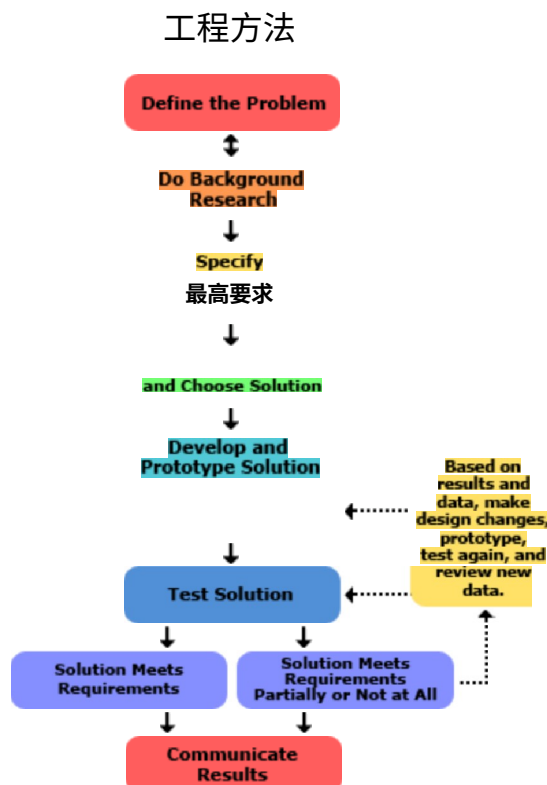 工程方法
Define the Problem
Do Background
Research
Specify
最高要求
and Choose Solution
Develop and
Prototype Solution
Based on
results and
data, make
design changes,
prototype,
test again, and
review new
data.
Test Solution
Solution Meets
Requirements
Solution Meets
Requirements
Partially or Not at All
Communicate
Results